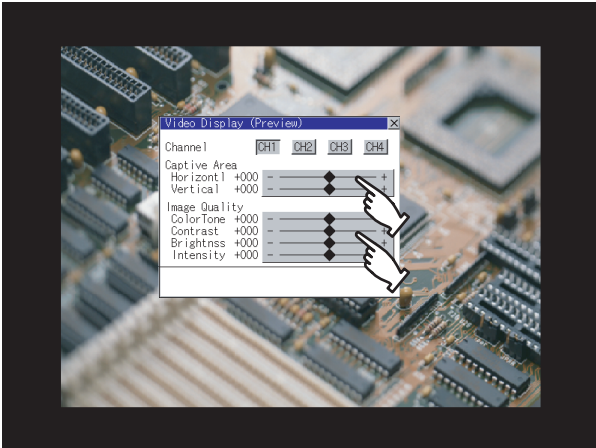 Video Display (Preview) ×
Channel CH1 CH2 CH3 CH4
Captive Area
Horizontl +000 - +
Vertical +000 - +
Image Quality
ColorTone +000 - +
Contrast +000 - +
Brightnss +000 - +
Intensity +000 - +